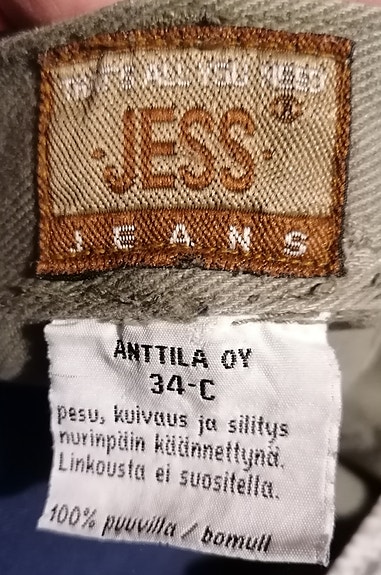 THAT'S ALL YOU NEED
JESS
®
JEANS
ANTTILA OY
34-C
pesu, kuivaus ja silitys
nurinpäin käännettynä.
Linkousta ei suositella.
100% puuvilla / bomull